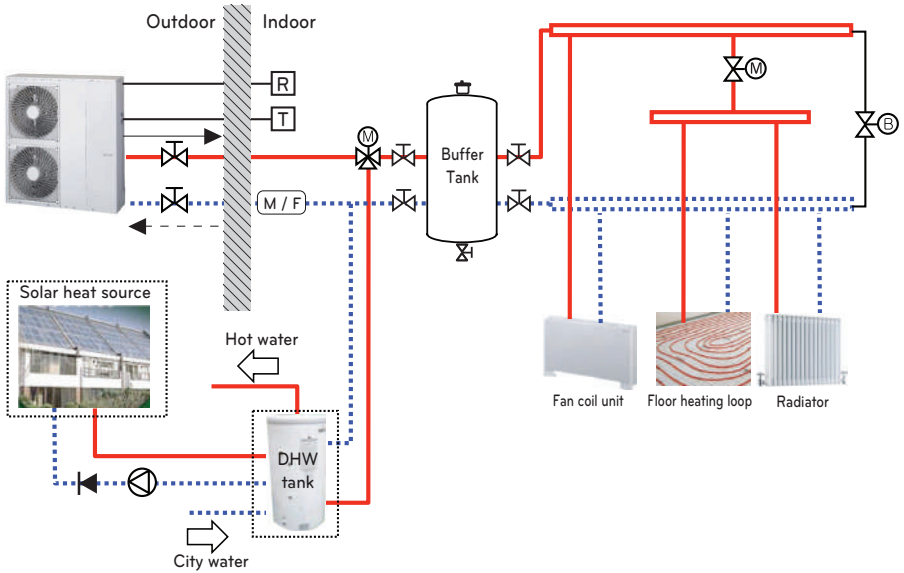 Outdoor
Indoor
R
T
M
M
B
Buffer
Tank
M / F
Solar heat source
Hot water
DHW
tank
City water
Fan coil unit
Floor heating loop
Radiator